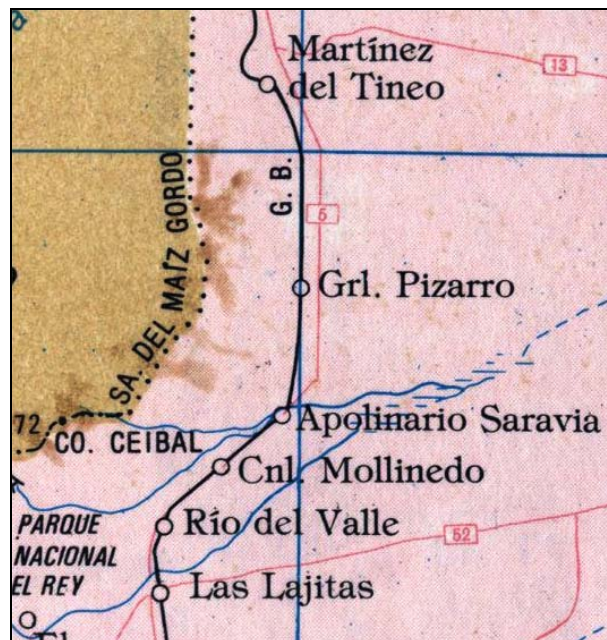 Martínez
del Tineo
13
SA. DEL MAÍZ GORDO
G. B.
5
Grl. Pizarro
72
CO. CEIBAL
Apolinario Saravia
Cnl. Mollinedo
PARQUE
NACIONAL
EL REY
Río del Valle
52
Las Lajitas